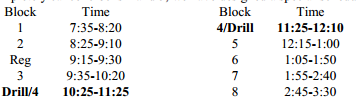 Block Time Block Time
1 7:35-8:20 4/Drill 11:25-12:10
2 8:25-9:10 5 12:15-1:00
Reg 9:15-9:30 6 1:05-1:50
3 9:35-10:20 7 1:55-2:40
Drill/4 10:25-11:25 8 2:45-3:30